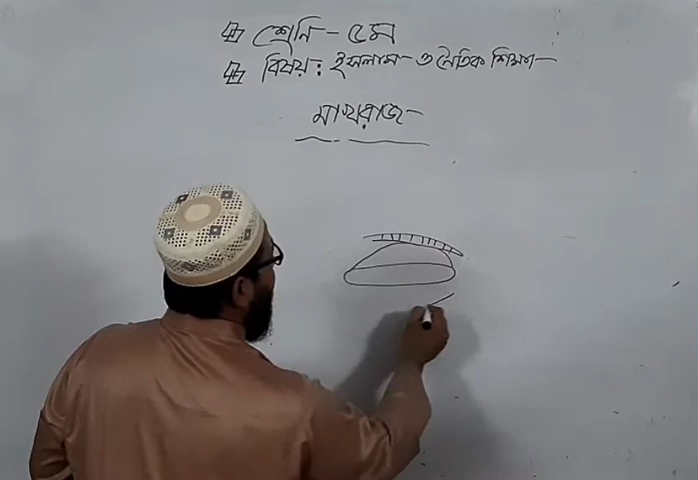 শ্রেনি - ৫ম
বিষয়: ইসলাম ও নৈতিক শিক্ষা
মাখরাজ